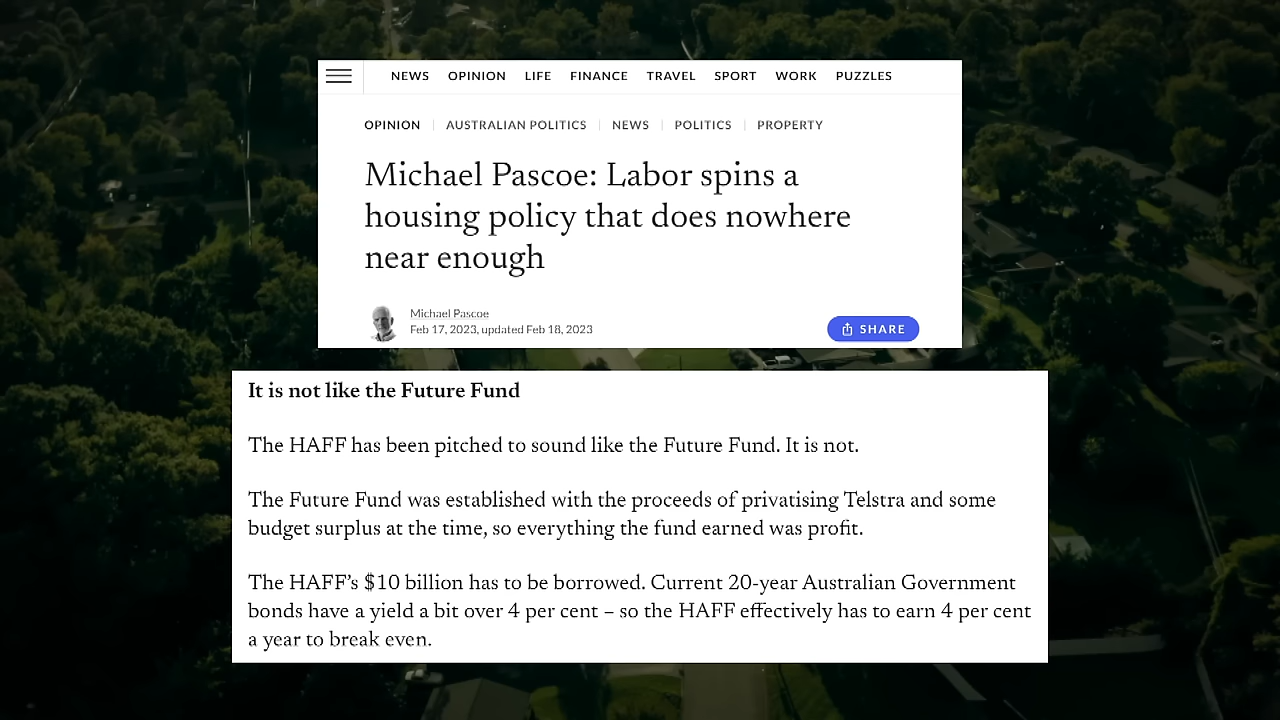 NEWS OPINION LIFE FINANCE TRAVEL SPORT WORK PUZZLES
OPINION AUSTRALIAN POLITICS NEWS POLITICS PROPERTY
Michael Pascoe: Labor spins a
housing policy that does nowhere
near enough
Michael Pascoe
Feb 17, 2023, updated Feb 18, 2023
SHARE
It is not like the Future Fund
The HAFF has been pitched to sound like the Future Fund. It is not.
The Future Fund was established with the proceeds of privatising Telstra and some
budget surplus at the time, so everything the fund earned was profit.
The HAFF’s $10 billion has to be borrowed. Current 20-year Australian Government
bonds have a yield a bit over 4 per cent – so the HAFF effectively has to earn 4 per cent
a year to break even.